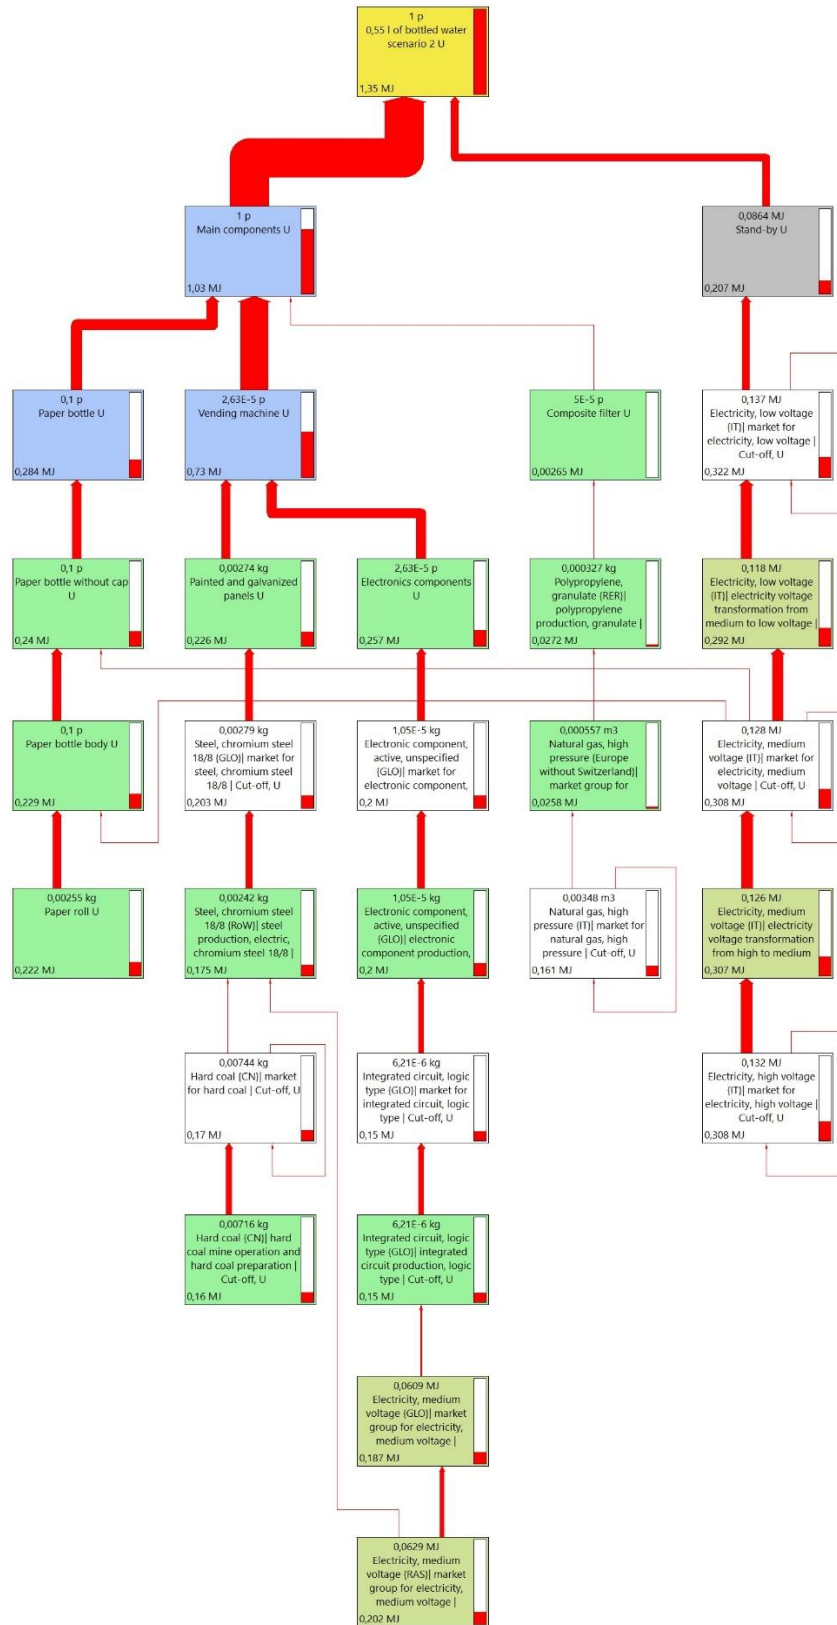 1 p
0,55 l of bottled water
scenario 2 U
1,35 MJ
1 p
Main components U
1,03 MJ
0,0864 MJ
Stand-by U
0,207 MJ
0,1 p
Paper bottle U
0,284 MJ
2,63E-5 p
Vending machine U
0,73 MJ
5E-5 p
Composite filter U
0,00265 MJ
0,137 MJ
Electricity, low voltage
{IT}| market for
electricity, low voltage |
Cut-off, U
0,322 MJ
0,1 p
Paper bottle without cap
U
0,24 MJ
0,00274 kg
Painted and galvanized
panels U
0,226 MJ
2,63E-5 p
Electronics components
U
0,257 MJ
0,000327 kg
Polypropylene,
granulate {RER}|
polypropylene
production, granulate |
0,0272 MJ
0,118 MJ
Electricity, low voltage
{IT}| electricity voltage
transformation from
medium to low voltage |
0,292 MJ
0,1 p
Paper bottle body U
0,229 MJ
0,00279 kg
Steel, chromium steel
18/8 {GLO}| market for
steel, chromium steel
18/8 | Cut-off, U
0,203 MJ
1,05E-5 kg
Electronic component,
active, unspecified
{GLO}| market for
electronic component,
0,2 MJ
0,000557 m3
Natural gas, high
pressure {Europe
without Switzerland}|
market group for
0,0258 MJ
0,128 MJ
Electricity, medium
voltage {IT}| market for
electricity, medium
voltage | Cut-off, U
0,308 MJ
0,00255 kg
Paper roll U
0,222 MJ
0,00242 kg
Steel, chromium steel
18/8 {RoW}| steel
production, electric,
chromium steel 18/8 |
0,175 MJ
1,05E-5 kg
Electronic component,
active, unspecified
{GLO}| electronic
component production,
0,2 MJ
0,00348 m3
Natural gas, high
pressure {IT}| market for
natural gas, high
pressure | Cut-off, U
0,161 MJ
0,126 MJ
Electricity, medium
voltage {IT}| electricity
voltage transformation
from high to medium
0,307 MJ
0,00744 kg
Hard coal {CN}| market
for hard coal | Cut-off, U
0,17 MJ
6,21E-6 kg
Integrated circuit, logic
type {GLO}| market for
integrated circuit, logic
type | Cut-off, U
0,15 MJ
0,132 MJ
Electricity, high voltage
{IT}| market for
electricity, high voltage |
Cut-off, U
0,308 MJ
0,00716 kg
Hard coal {CN}| hard
coal mine operation and
hard coal preparation |
Cut-off, U
0,16 MJ
6,21E-6 kg
Integrated circuit, logic
type {GLO}| integrated
circuit production, logic
type | Cut-off, U
0,15 MJ
0,0609 MJ
Electricity, medium
voltage {GLO}| market
group for electricity,
medium voltage |
0,187 MJ
0,0629 MJ
Electricity, medium
voltage {RAS}| market
group for electricity,
medium voltage |
0,202 MJ